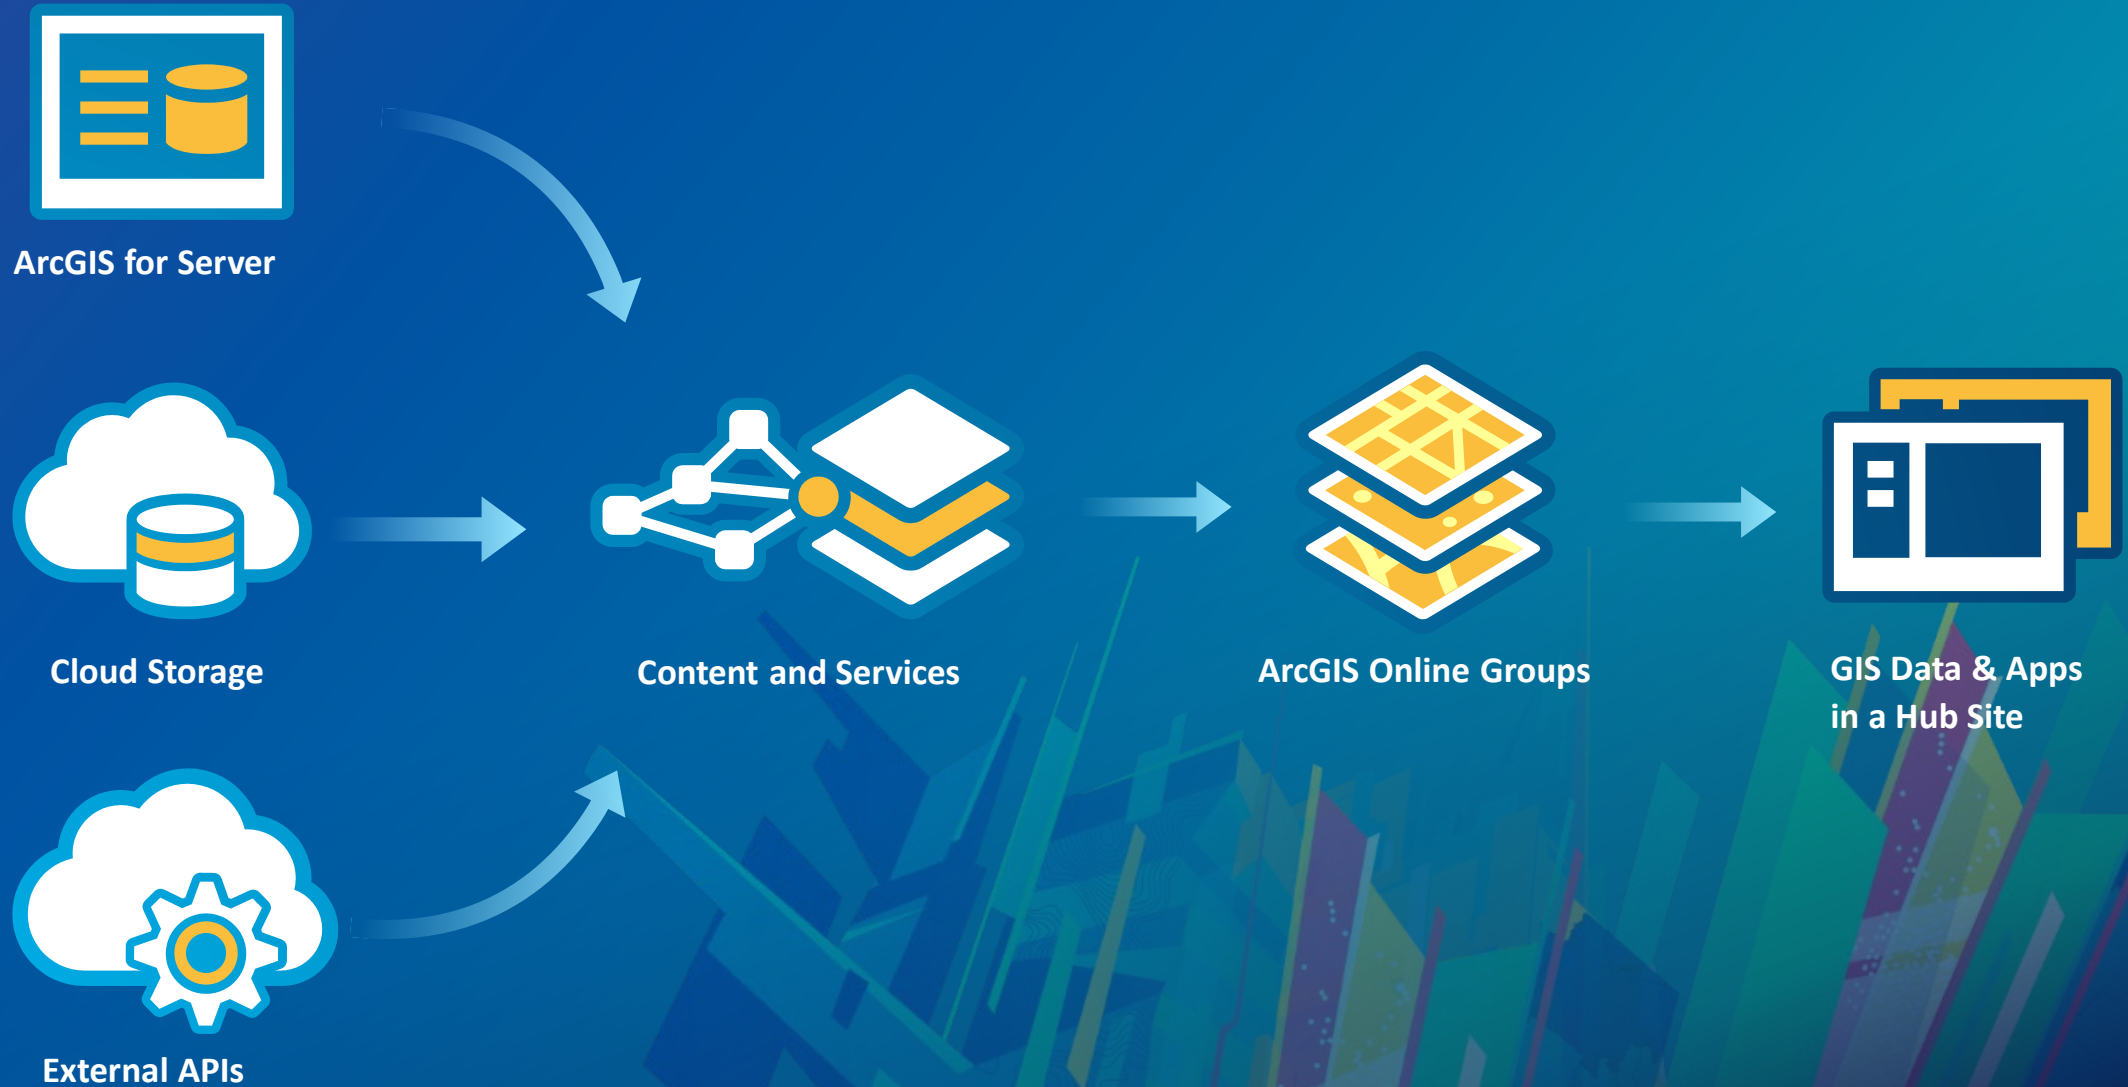 ArcGIS for Server
Cloud Storage
Content and Services
ArcGIS Online Groups
GIS Data & Apps
in a Hub Site
External APIs